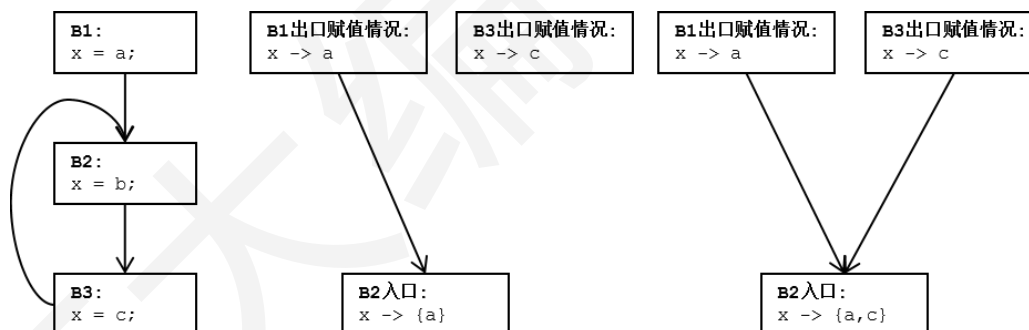 B1:
x = a;
B2:
x = b;
B3:
x = c;
B1出口赋值情况:
x -> a
B3出口赋值情况:
x -> c
B2入口:
x -> {a}
B1出口赋值情况:
x -> a
B3出口赋值情况:
x -> c
B2入口:
x -> {a,c}
大编